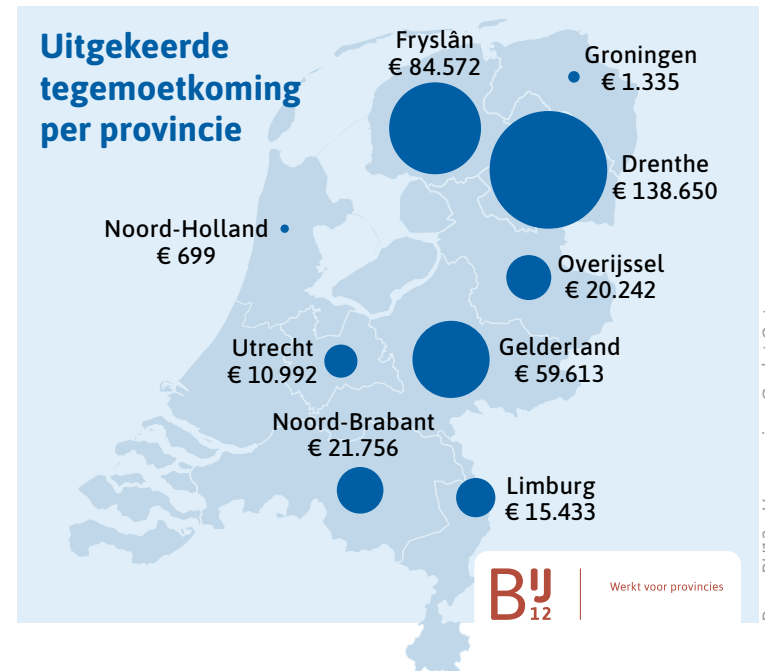 Uitgekeerde
tegemoetkoming
per provincie
Fryslân
€ 84.572
Groningen
€ 1.335
Drenthe
€ 138.650
Noord-Holland
€ 699
Overijssel
€ 20.242
Utrecht
€ 10.992
Gelderland
€ 59.613
Noord-Brabant
€ 21.756
Limburg
€ 15.433
BIJ
12
Werkt voor provincies